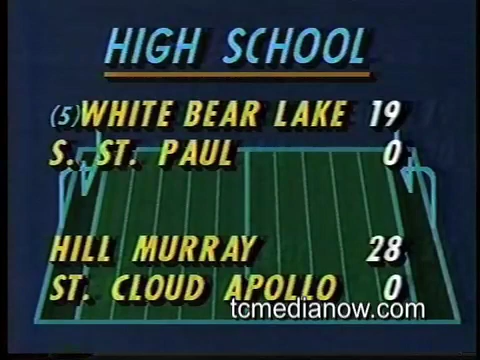 HIGH SCHOOL
(5) WHITE BEAR LAKE 19
S. ST. PAUL 0
HILL MURRAY 28
ST. CLOUD APOLLO 0
tcmedianow.com